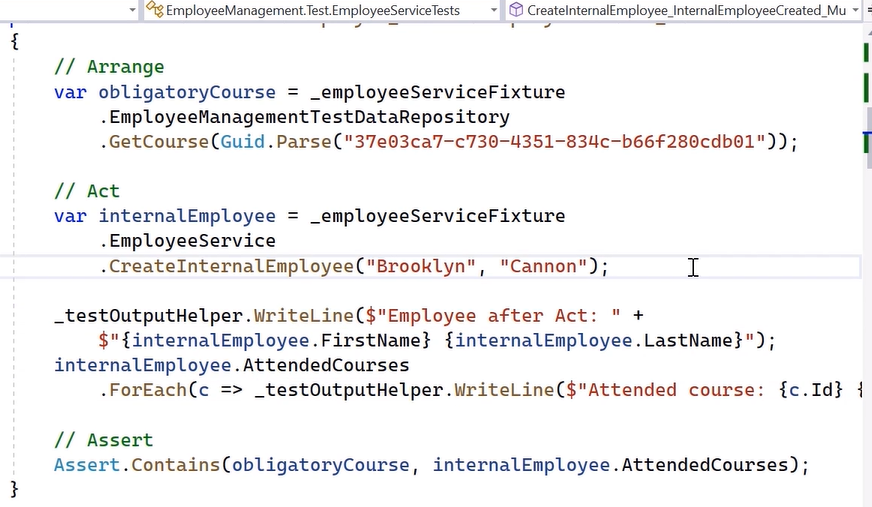 EmployeeManagement.Test.EmployeeServiceTests CreateInternalEmployee_InternalEmployeeCreated_Mu
{
// Arrange
var obligatoryCourse = _employeeServiceFixture
.EmployeeManagementTestDataRepository
.GetCourse(Guid.Parse("37e03ca7-c730-4351-834c-b66f280cdb01"));
// Act
var internalEmployee = _employeeServiceFixture
.EmployeeService
.CreateInternalEmployee("Brooklyn", "Cannon");
_testOutputHelper.WriteLine($"Employee after Act: " +
$"{internalEmployee.FirstName} {internalEmployee.LastName}");
internalEmployee.AttendedCourses
.ForEach(c => _testOutputHelper.WriteLine($"Attended course: {c.Id} {
// Assert
Assert.Contains(obligatoryCourse, internalEmployee.AttendedCourses);
}